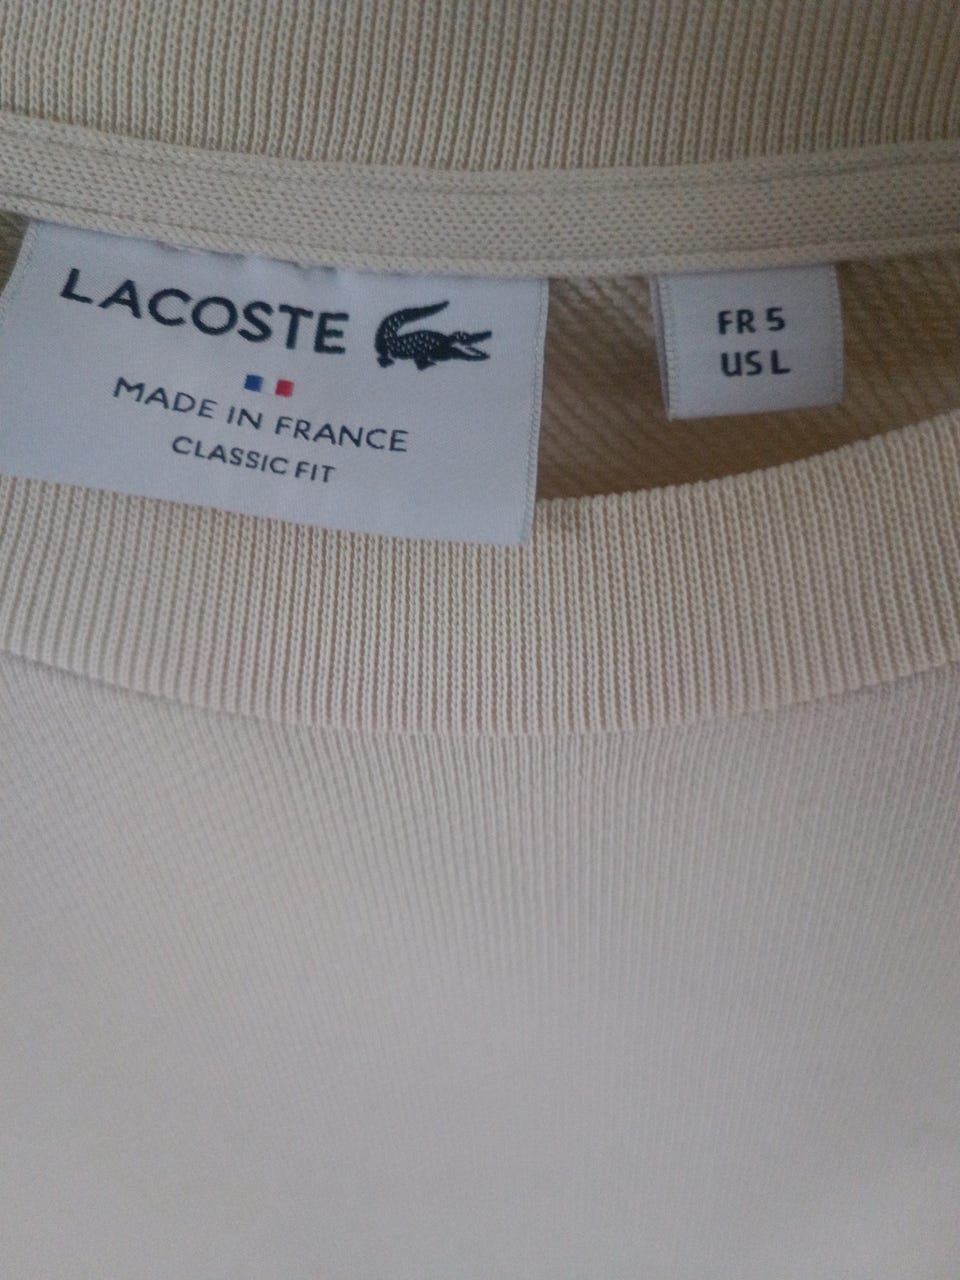 LACOSTE
MADE IN FRANCE
CLASSIC FIT
FR 5
US L